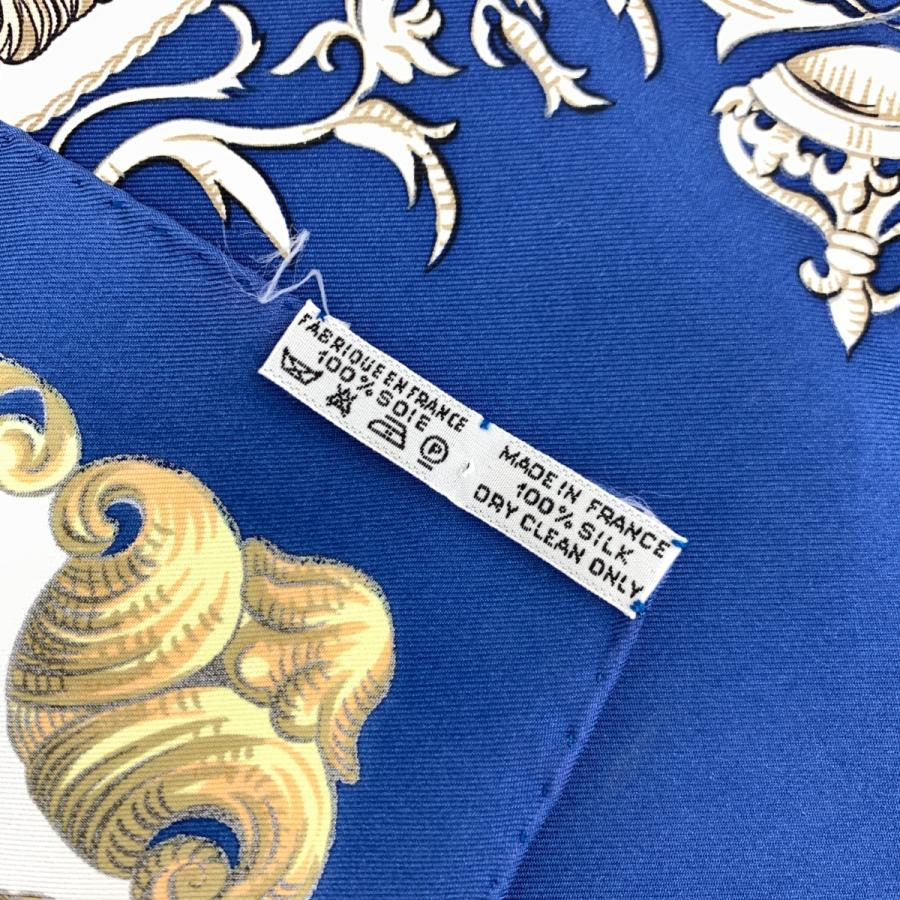 FABRIQUE EN FRANCE
100% SOIE
P
MADE IN FRANCE
100% SILK
DRY CLEAN ONLY